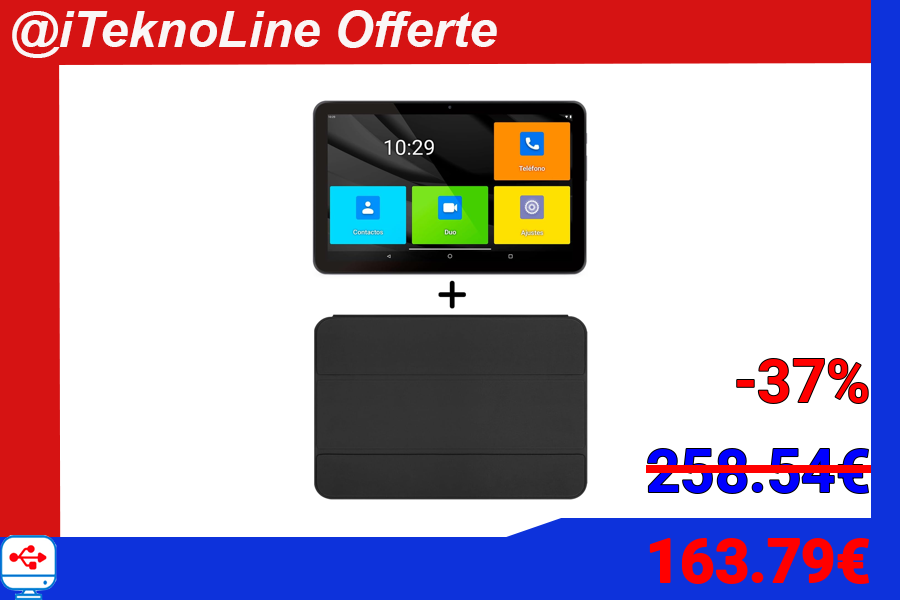 @iTeknoLine Offerte
10:29
Teléfono
Contactos
Duo
Ajustes
-37%
258.54€
163.79€